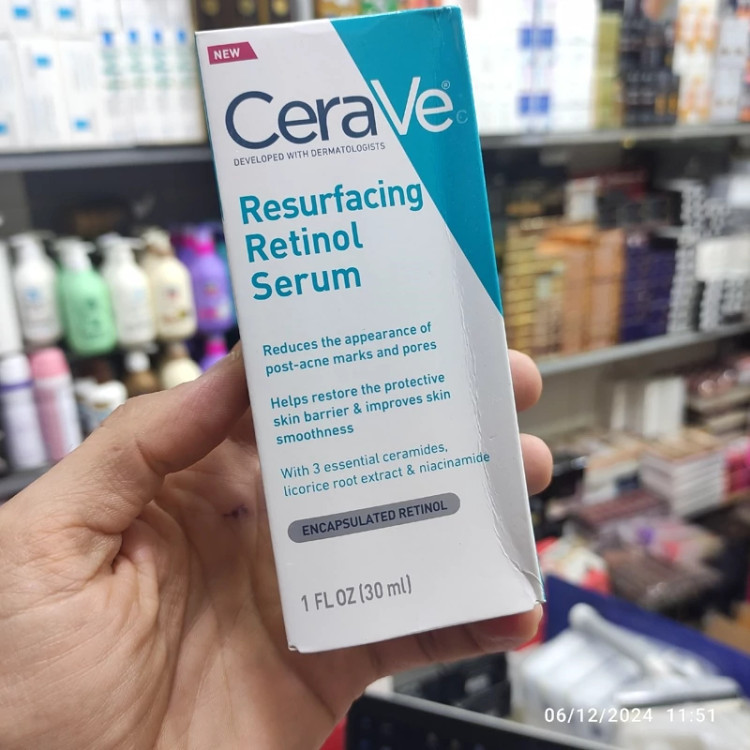 NEW
CeraVe®
DEVELOPED WITH DERMATOLOGISTS
Resurfacing
Retinol
Serum
Reduces the appearance of
post-acne marks and pores
Helps restore the protective
skin barrier & improves skin
smoothness
With 3 essential ceramides,
licorice root extract & niacinamide
ENCAPSULATED RETINOL
1 FL OZ (30 ml)
06/12/2024 11:51